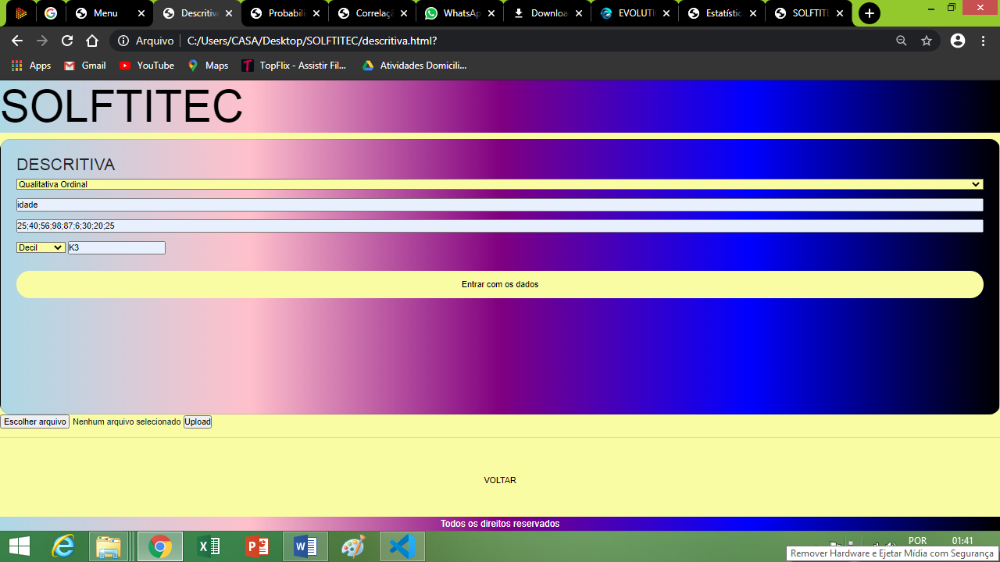 Menu
Descritiva
Probabili
Correlaçã
WhatsAp
Downloa
EVOLUTI
Estatístic
SOLFTITE
Arquivo C:/Users/CASA/Desktop/SOLFTITEC/descritiva.html?
Apps Gmail YouTube Maps TopFlix - Assistir Fil... Atividades Domicili...
SOLFTITEC
DESCRITIVA
Qualitativa Ordinal
idade
25;40;56;98;87;6;30;20;25
Decil K3
Entrar com os dados
Escolher arquivo Nenhum arquivo selecionado Upload
VOLTAR
Todos os direitos reservados
POR 01:41
Remover Hardware e Ejetar Mídia com Segurança